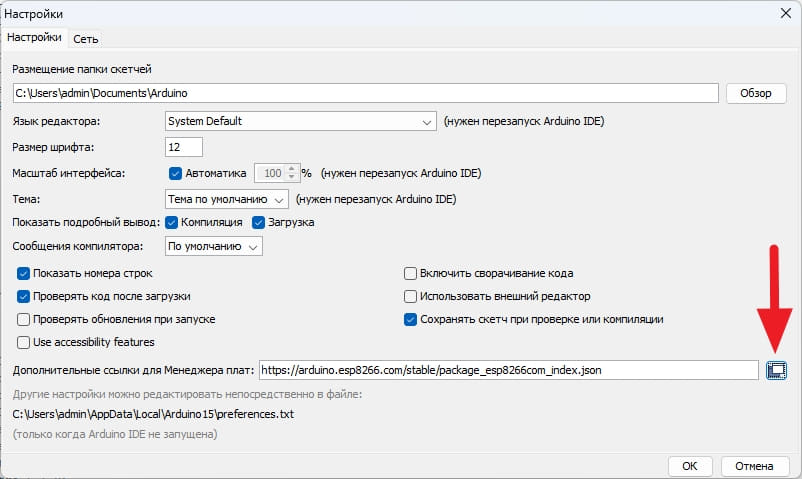 Настройки
Настройки Сеть
Размещение папки скетчей
C:\Users\admin\Documents\Arduino Обзор
Язык редактора: System Default (нужен перезапуск Arduino IDE)
Размер шрифта: 12
Масштаб интерфейса: Автоматика 100 % (нужен перезапуск Arduino IDE)
Тема: Тема по умолчанию (нужен перезапуск Arduino IDE)
Показать подробный вывод: Компиляция Загрузка
Сообщения компилятора: По умолчанию
Показать номера строк Включить сворачивание кода
Проверять код после загрузки Использовать внешний редактор
Проверять обновления при запуске Сохранять скетч при проверке или компиляции
Use accessibility features
Дополнительные ссылки для Менеджера плат: https://arduino.esp8266.com/stable/package_esp8266com_index.json
Другие настройки можно редактировать непосредственно в файле:
C:\Users\admin\AppData\Local\Arduino15\preferences.txt
(только когда Arduino IDE не запущена)
OK Отмена